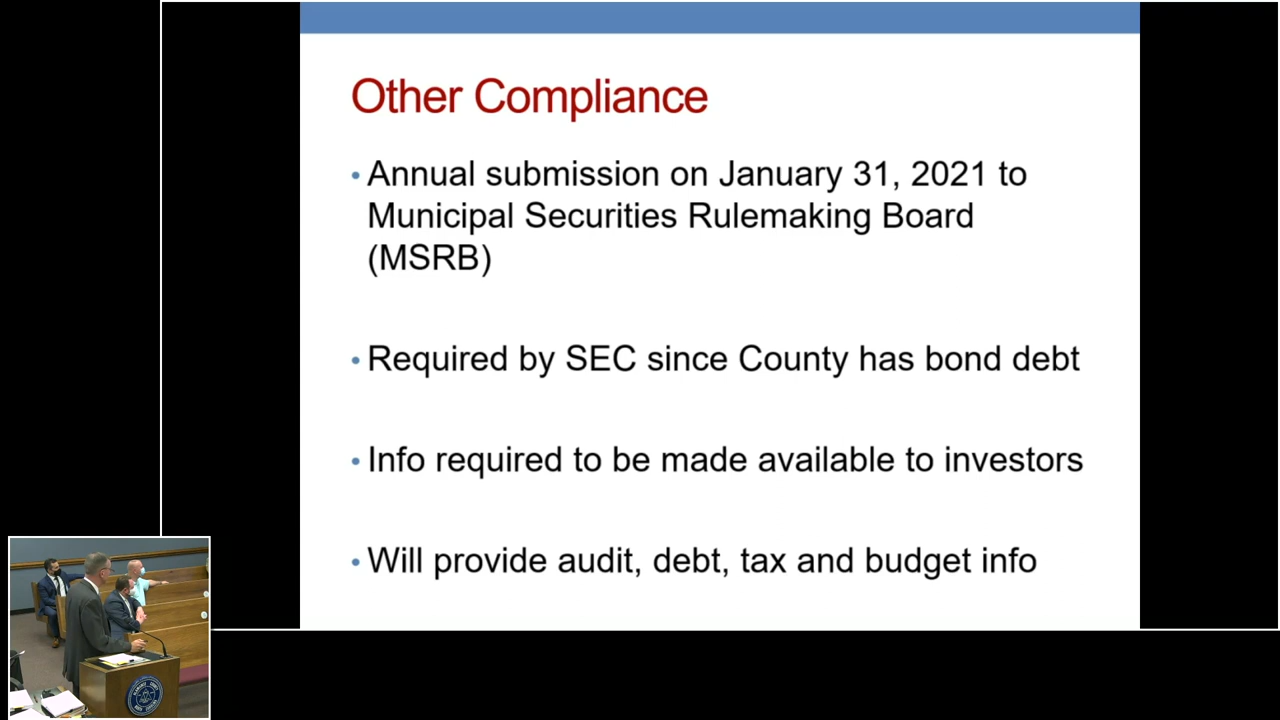 Other Compliance
• Annual submission on January 31, 2021 to
Municipal Securities Rulemaking Board
(MSRB)
• Required by SEC since County has bond debt
• Info required to be made available to investors
• Will provide audit, debt, tax and budget info